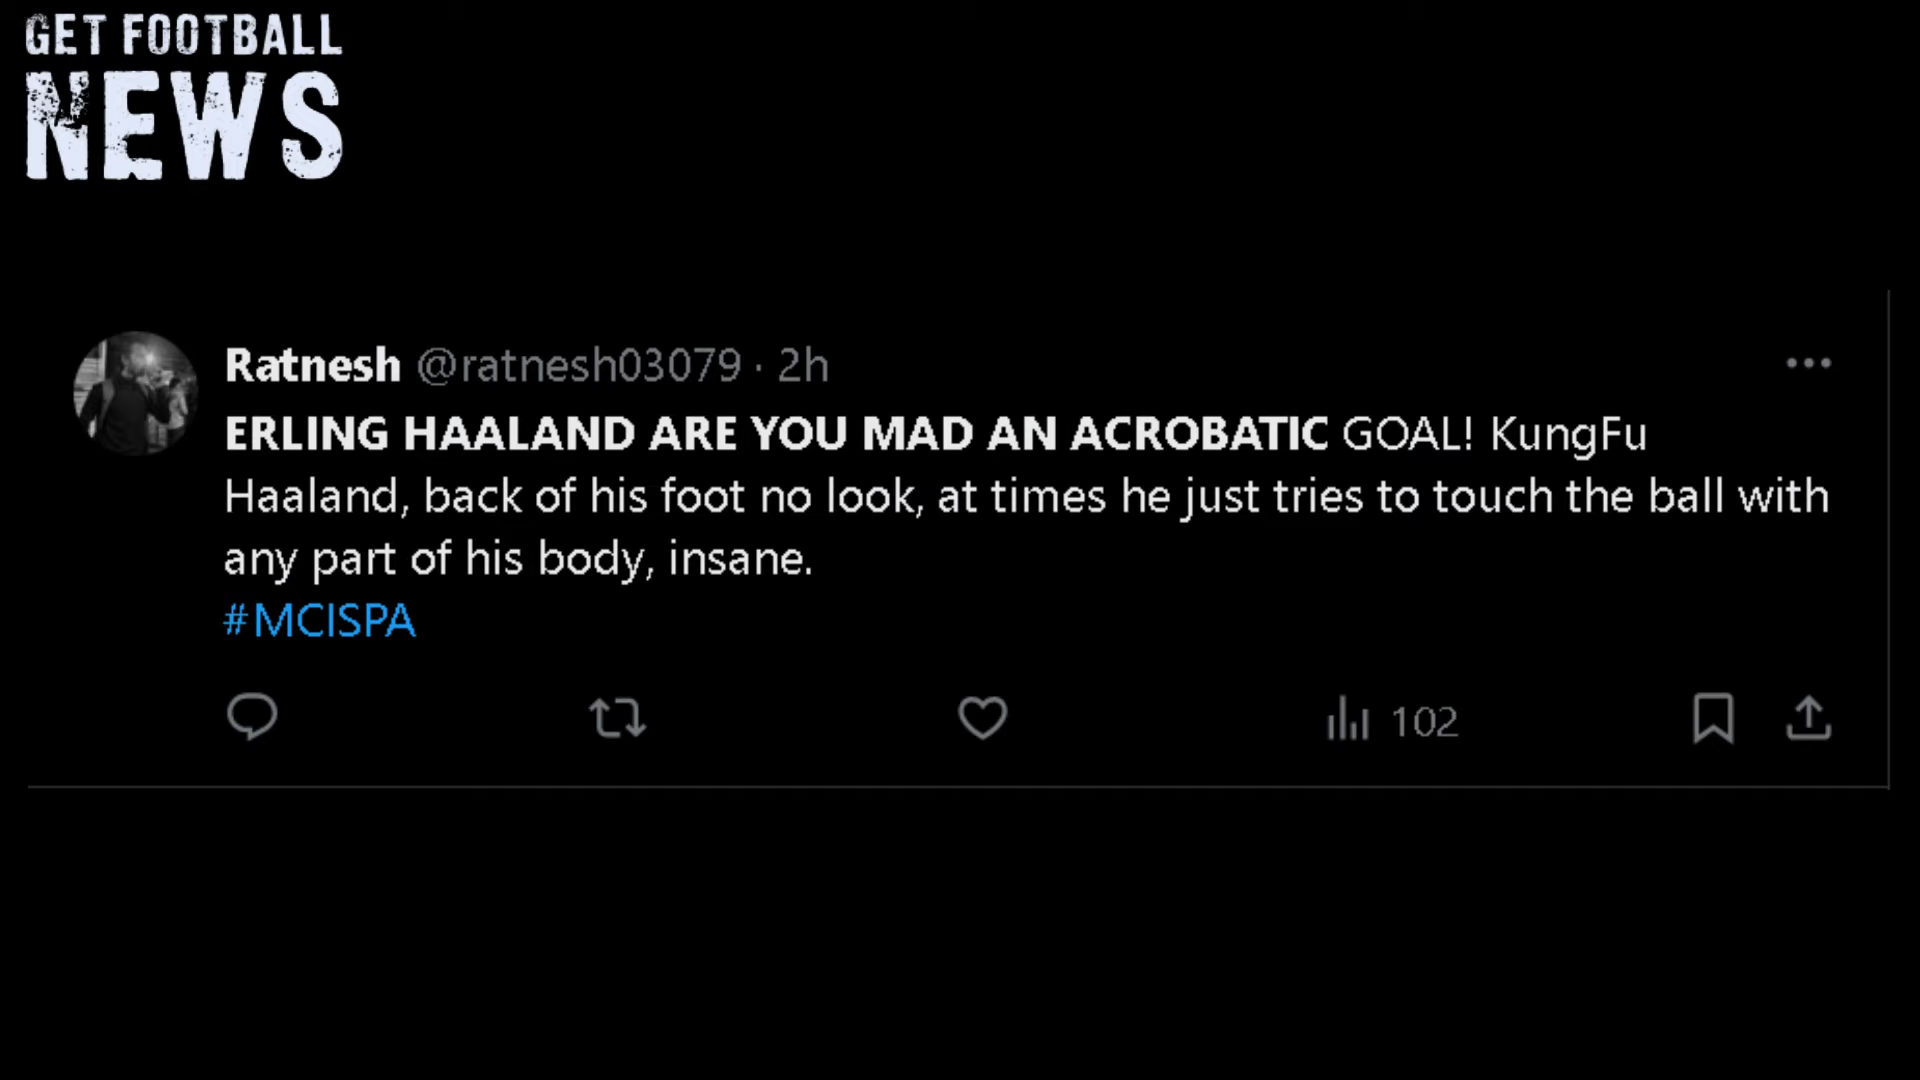 GET FOOTBALL
NEWS
Ratnesh @ratnesh03079 · 2h
ERLING HAALAND ARE YOU MAD AN ACROBATIC GOAL! KungFu
Haaland, back of his foot no look, at times he just tries to touch the ball with
any part of his body, insane.
#MCISPA
102